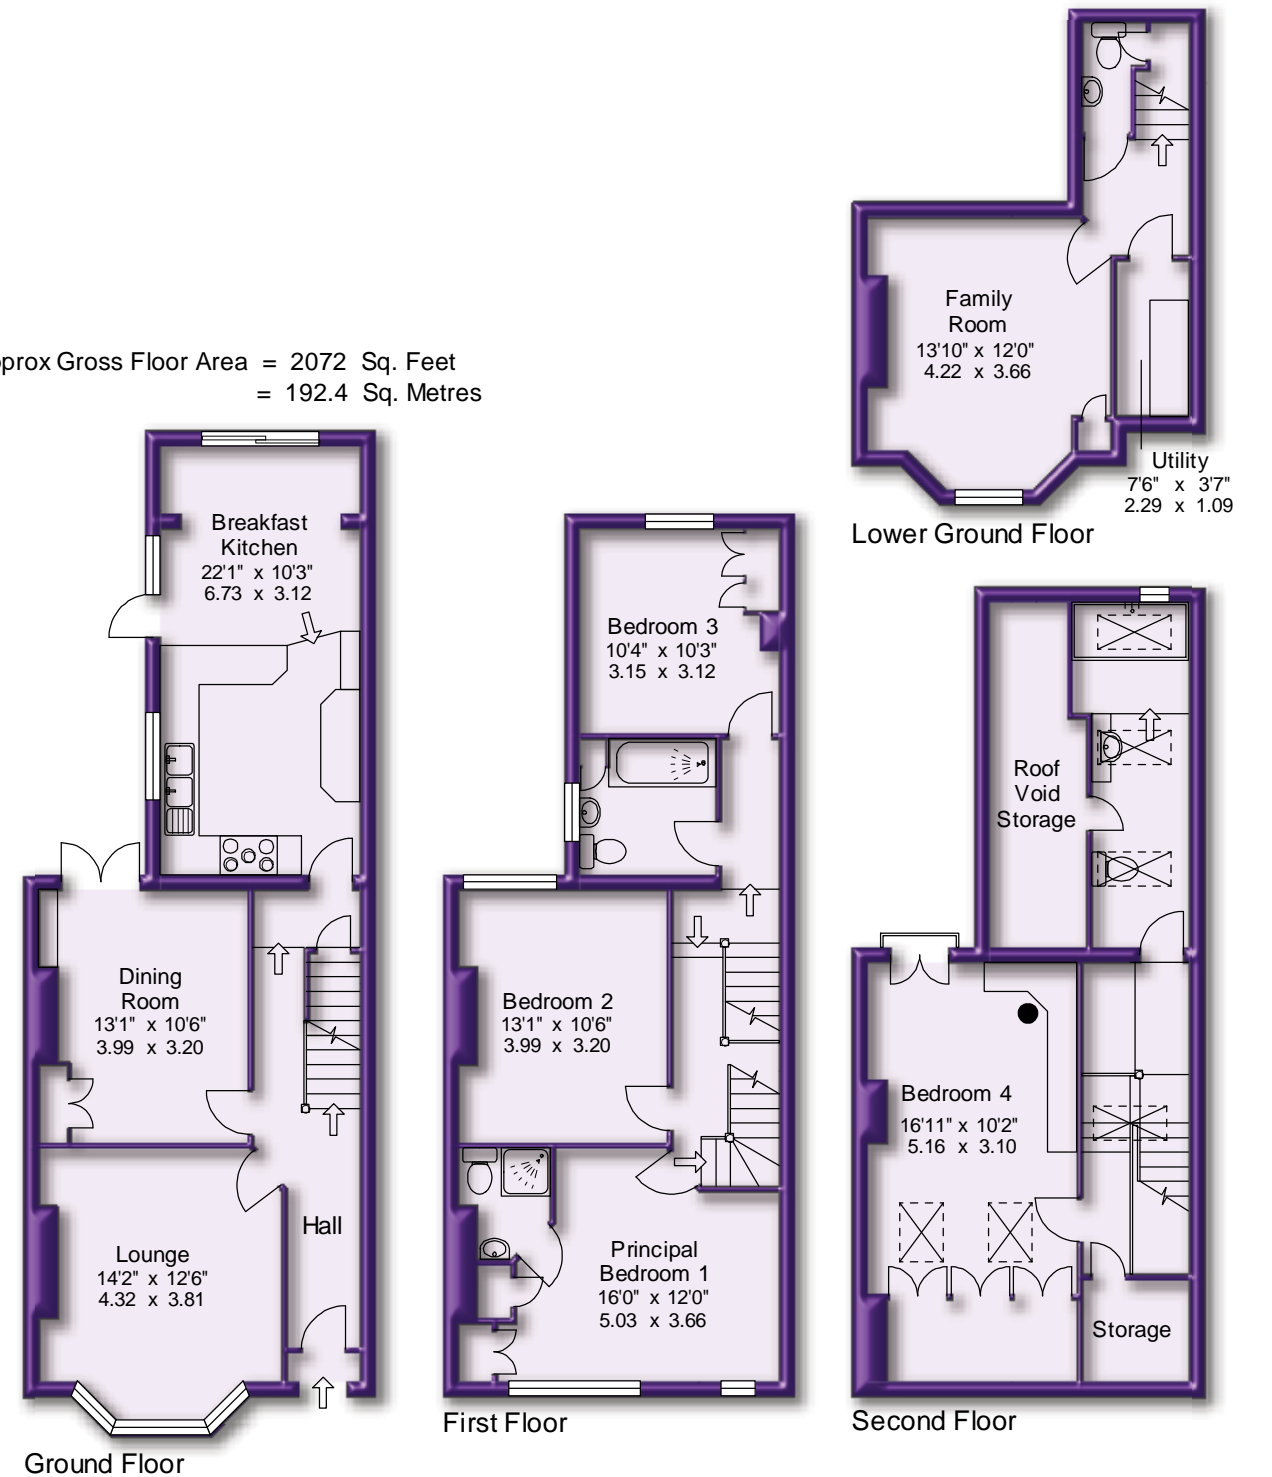 pprox Gross Floor Area = 2072 Sq. Feet
= 192.4 Sq. Metres
Breakfast
Kitchen
22'1" x 10'3"
6.73 x 3.12
Dining
Room
13'1" x 10'6"
3.99 x 3.20
Hall
Lounge
14'2" x 12'6"
4.32 x 3.81
Ground Floor
Bedroom 3
10'4" x 10'3"
3.15 x 3.12
Bedroom 2
13'1" x 10'6"
3.99 x 3.20
Principal
Bedroom 1
16'0" x 12'0"
5.03 x 3.66
First Floor
Family
Room
13'10" x 12'0"
4.22 x 3.66
Utility
7'6" x 3'7"
2.29 x 1.09
Lower Ground Floor
Roof
Void
Storage
Bedroom 4
16'11" x 10'2"
5.16 x 3.10
Storage
Second Floor